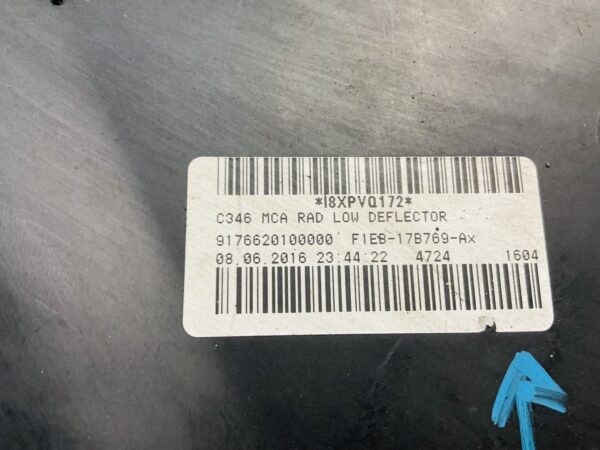 *I8XPVQ172*
C346 MCA RAD LOW DEFLECTOR
9176620100000 F1EB-17B769-Ax
08.06.2016 23:44:22 4724 1604